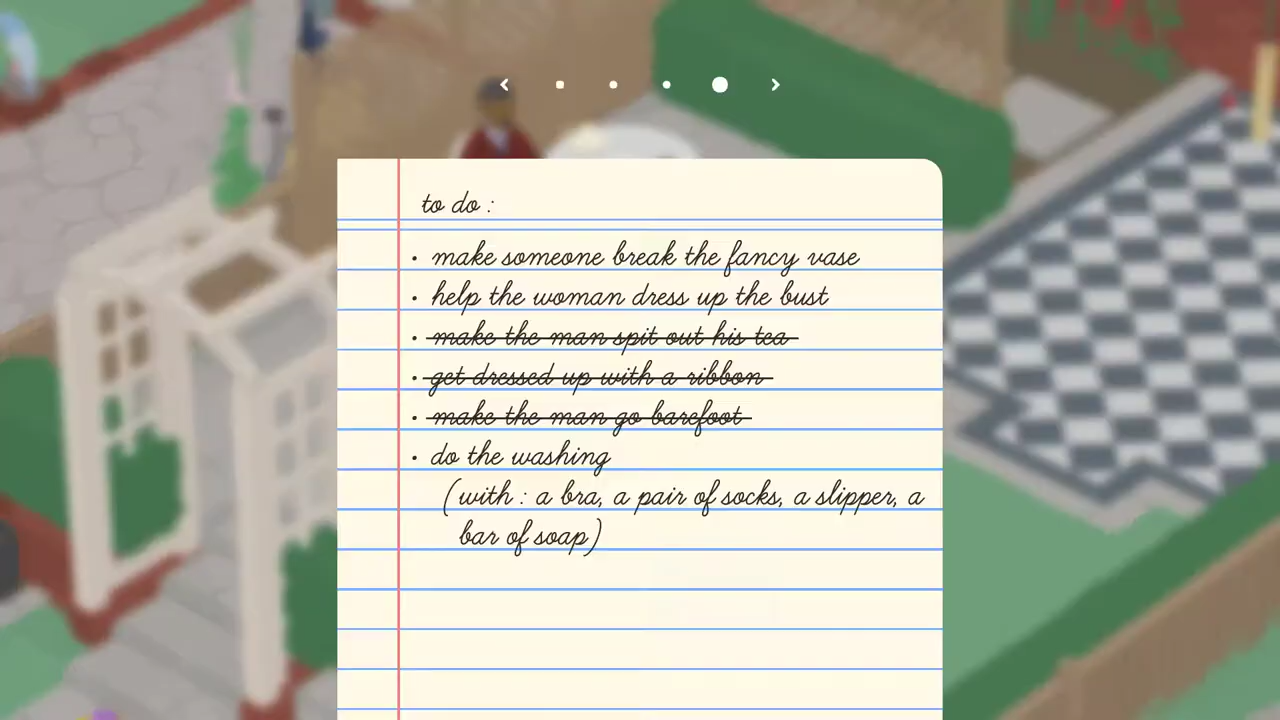 to do :
• make someone break the fancy vase
• help the woman dress up the bust
• make the man spit out his tea
• get dressed up with a ribbon
• make the man go barefoot
• do the washing
(with : a bra, a pair of socks, a slipper, a
bar of soap)